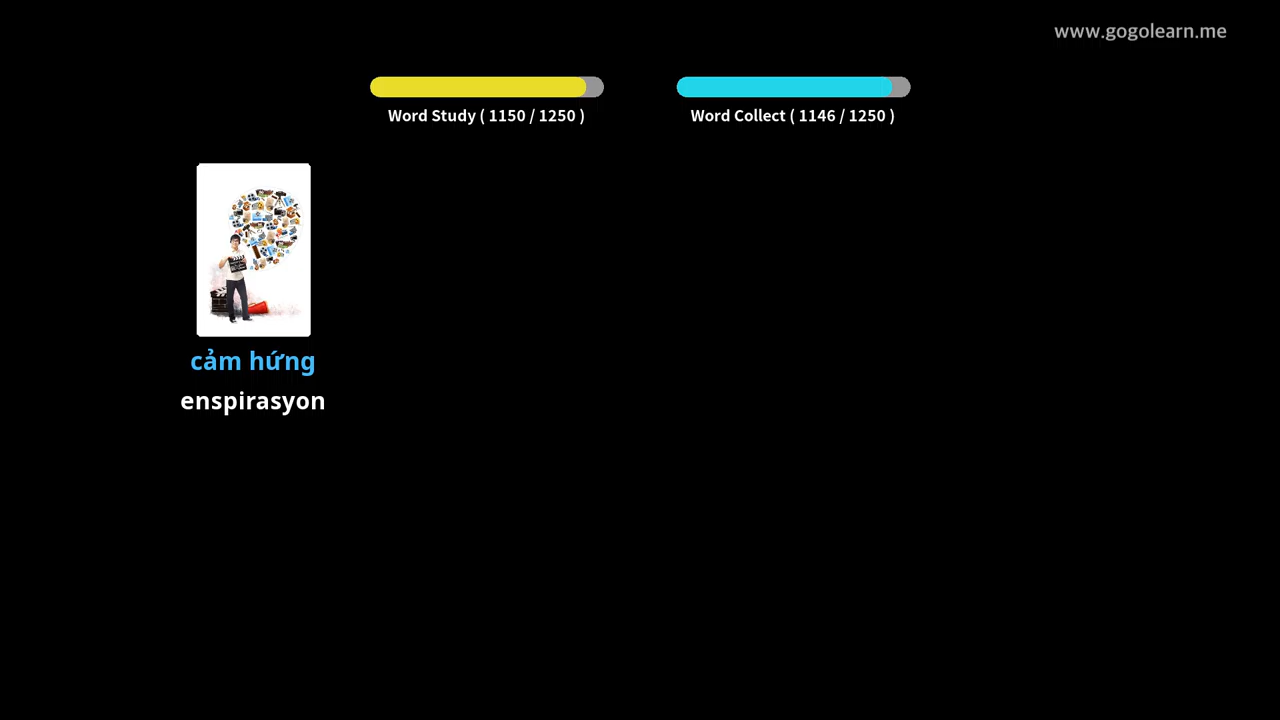 www.gogolearn.me
Word Study ( 1150 / 1250 )
Word Collect ( 1146 / 1250 )
cảm hứng
enspirasyon